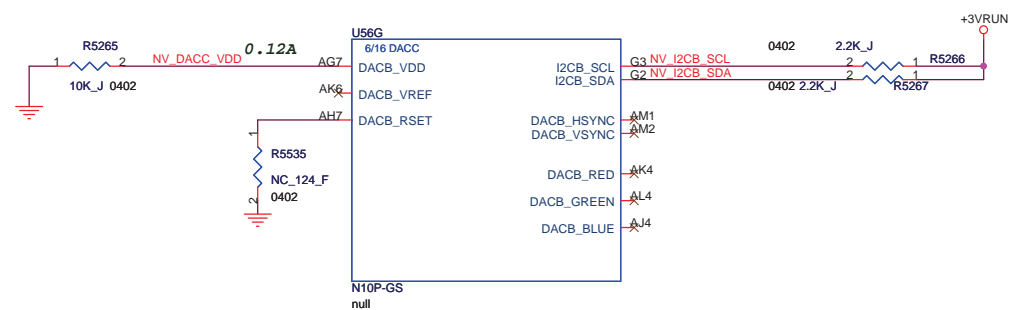 +3VRUN
U56G
R5265
0.12A
6/16 DACC
0402
2.2K_J
1
2
NV_DACC_VDD
AG7
DACB_VDD
I2CB_SCL
G3
NV_I2CB_SCL
2
1
R5266
I2CB_SDA
G2
NV_I2CB_SDA
2
1
10K_J
0402
AK6
DACB_VREF
0402
2.2K_J
R5267
AH7
DACB_RSET
DACB_HSYNC
AM1
DACB_VSYNC
AM2
1
R5535
NC_124_F
0402
2
DACB_RED
AK4
DACB_GREEN
AL4
DACB_BLUE
AJ4
N10P-GS
null